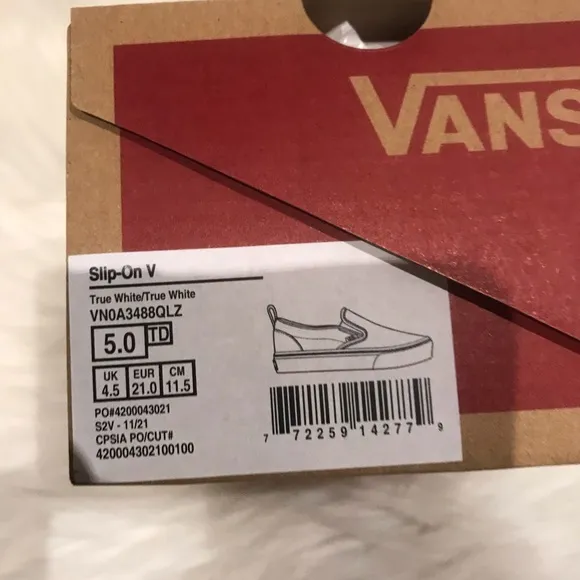 VANS
Slip-On V
True White/True White
VN0A3488QLZ
5.0 TD
UK EUR CM
4.5 21.0 11.5
PO#4200043021
S2V - 11/21
CPSIA PO/CUT#
420004302100100
7 72259 14277 9